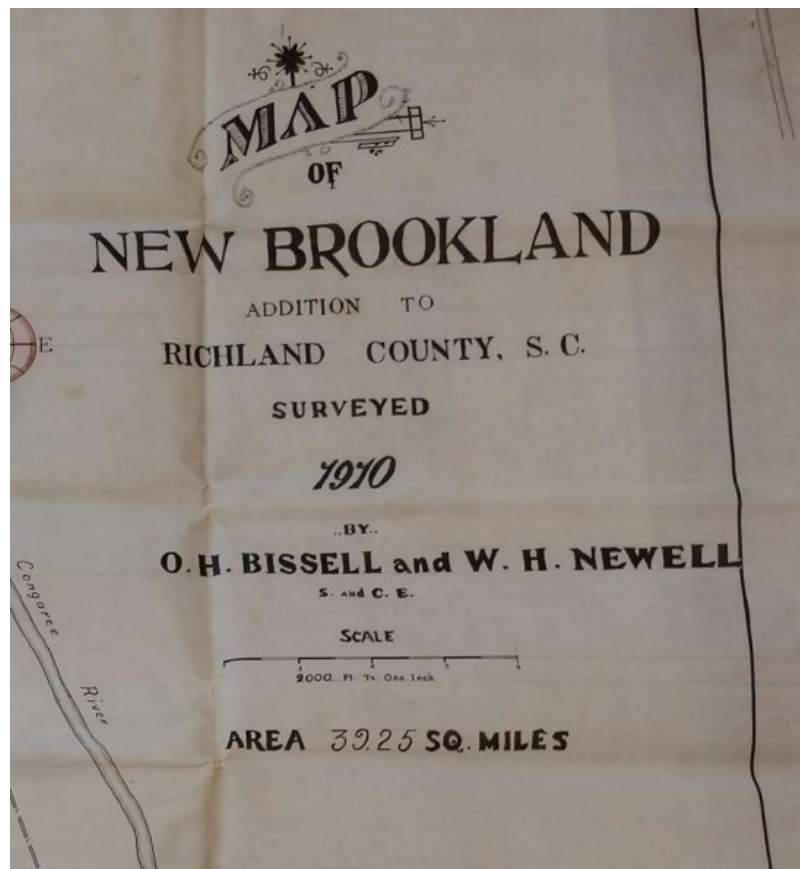 MAP
OF
NEW BROOKLAND
ADDITION TO
RICHLAND COUNTY, S. C.
E
SURVEYED
1910
..BY..
O. H. BISSELL and W. H. NEWELL
S. and C. E.
SCALE
2000 Ft. To One Inch
Congaree
River
AREA 39.25 SQ. MILES